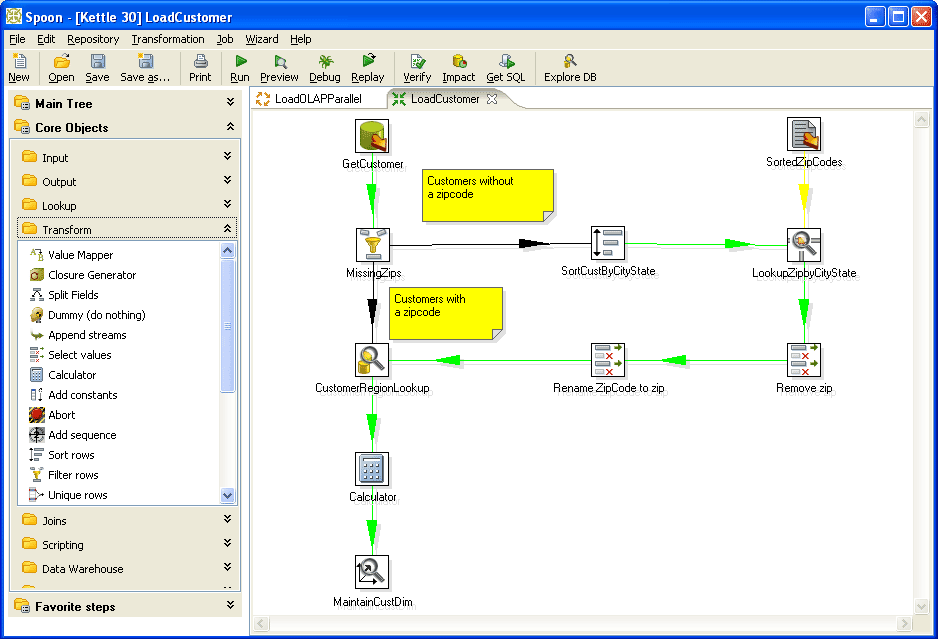 Spoon - [Kettle 30] LoadCustomer
File Edit Repository Transformation Job Wizard Help
New Open Save Save as... Print Run Preview Debug Replay Verify Impact Get SQL Explore DB
Main Tree
Core Objects
Input
Output
Lookup
Transform
Value Mapper
Closure Generator
Split Fields
Dummy (do nothing)
Append streams
Select values
Calculator
Add constants
Abort
Add sequence
Sort rows
Filter rows
Unique rows
Joins
Scripting
Data Warehouse
Favorite steps
LoadOLAPParallel LoadCustomer
GetCustomer
SortedZipCodes
Customers without
a zipcode
MissingZips
SortCustByCityState
LookupZipbyCityState
Customers with
a zipcode
CustomerRegionLookup
Rename ZipCode to zip
Remove zip
Calculator
MaintainCustDim